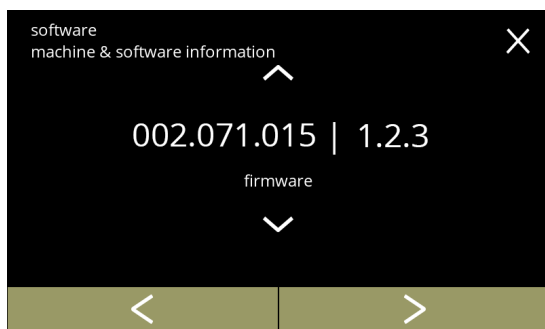 software
machine & software information
002.071.015 | 1.2.3
firmware